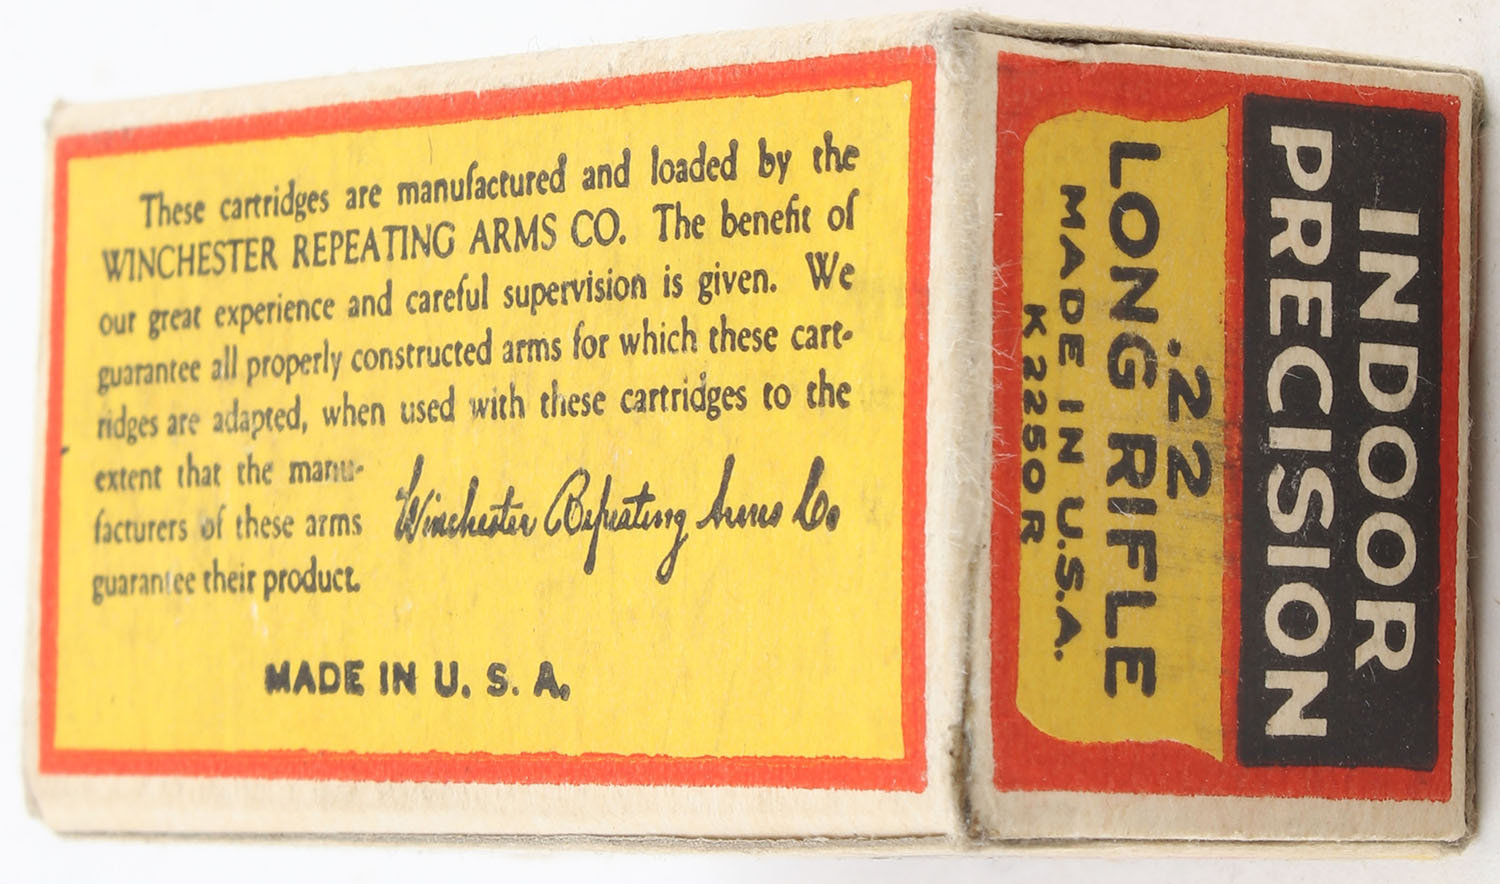 These cartridges are manufactured and loaded by the
WINCHESTER REPEATING ARMS CO. The benefit of
our great experience and careful supervision is given. We
guarantee all properly constructed arms for which these cart-
ridges are adapted, when used with these cartridges to the
extent that the manu-
facturers of these arms
guarantee their product.
Winchester Repeating Arms Co.
MADE IN U. S. A.
INDOOR
PRECISION
.22
LONG RIFLE
MADE IN U.S.A.
K2250R